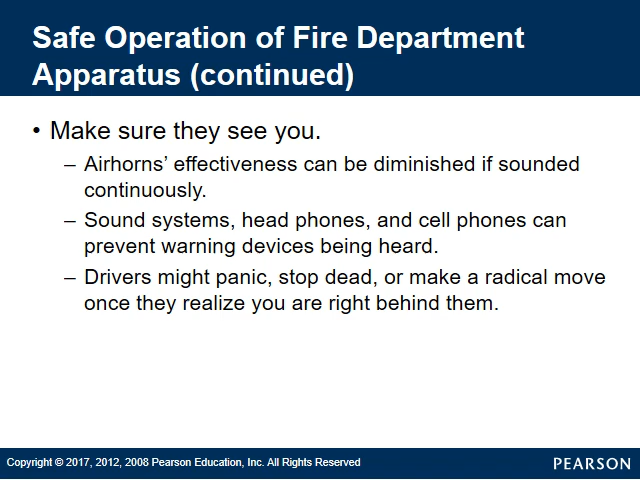 Safe Operation of Fire Department
Apparatus (continued)
• Make sure they see you.
– Airhorns’ effectiveness can be diminished if sounded
continuously.
– Sound systems, head phones, and cell phones can
prevent warning devices being heard.
– Drivers might panic, stop dead, or make a radical move
once they realize you are right behind them.
Copyright © 2017, 2012, 2008 Pearson Education, Inc. All Rights Reserved
PEARSON